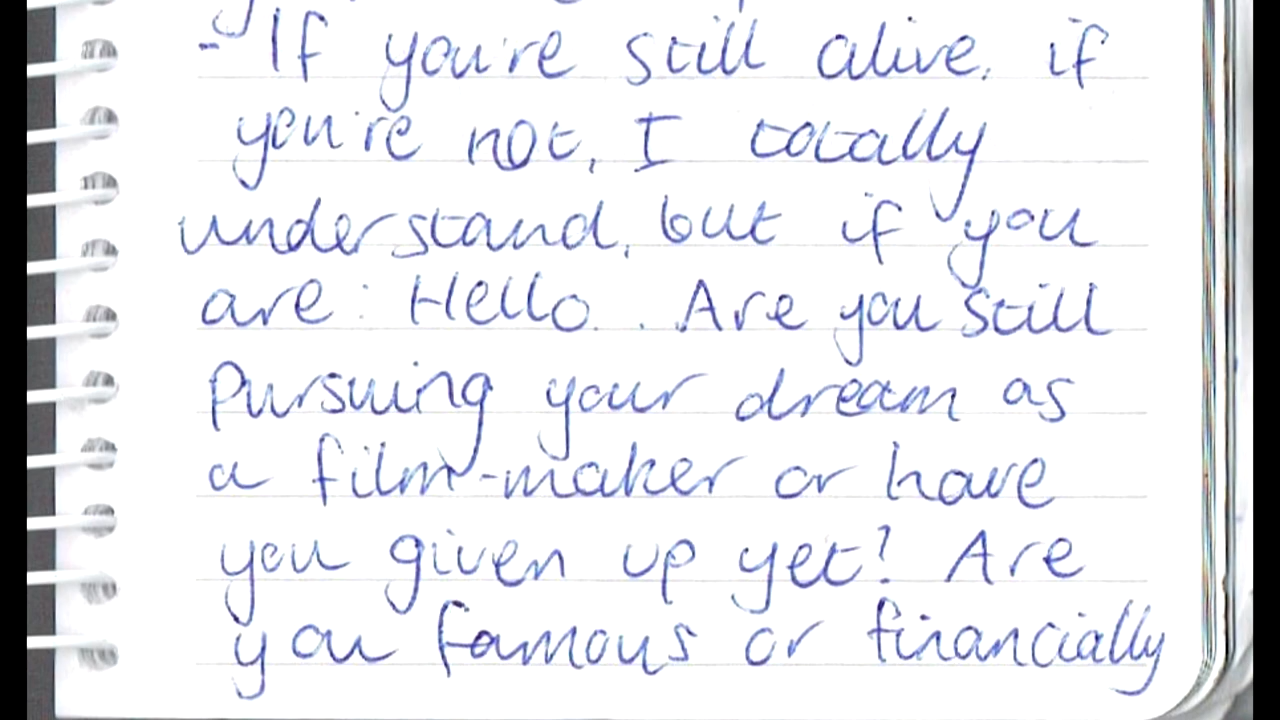 - If you're still alive, if
you're not, I totally
understand, but if you
are: Hello. Are you still
pursuing your dream as
a film-maker or have
you given up yet? Are
you famous or financially